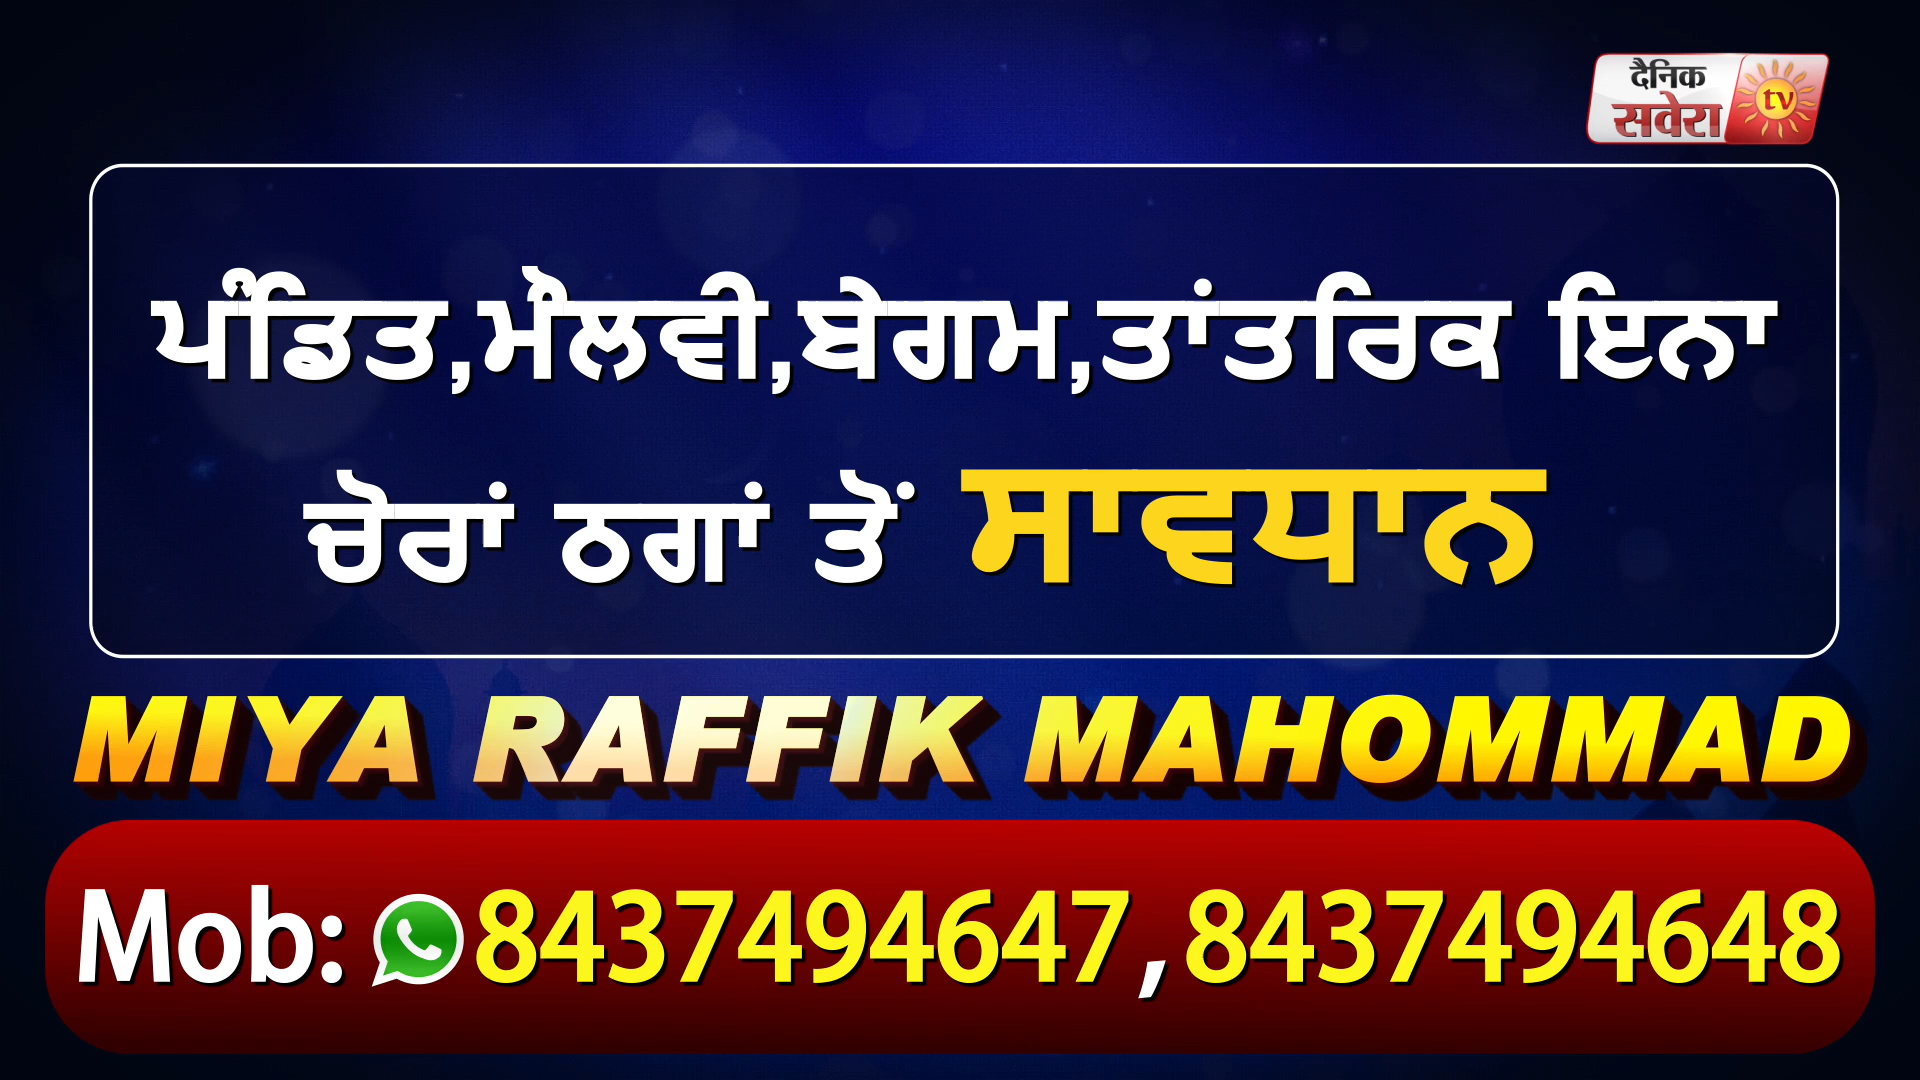 दैनिक
सवेरा tv
ਪੰਡਿਤ,ਮੌਲਵੀ,ਬੇਗਮ,ਤਾਂਤਰਿਕ ਇਨਾ
ਚੋਰਾਂ ਠਗਾਂ ਤੋਂ ਸਾਵਧਾਨ
MIYA RAFFIK MAHOMMAD
Mob: 8437494647, 8437494648